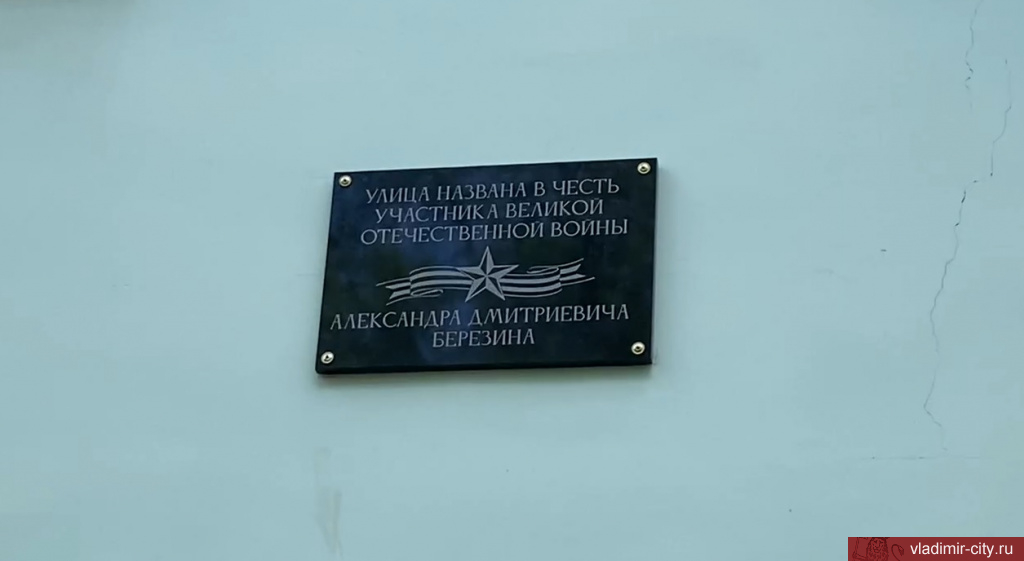 УЛИЦА НАЗВАНА В ЧЕСТЬ
УЧАСТНИКА ВЕЛИКОЙ
ОТЕЧЕСТВЕННОЙ ВОЙНЫ
АЛЕКСАНДРА ДМИТРИЕВИЧА
БЕРЕЗИНА
vladimir-city.ru